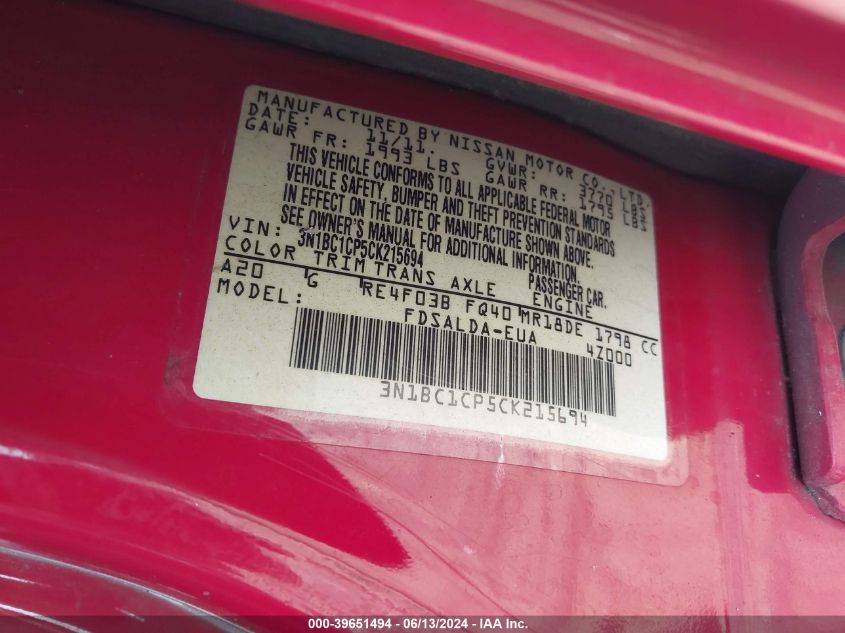 MANUFACTURED BY NISSAN MOTOR CO., LTD.
DATE: 11/11. GVWR: 3770 LBS
GAWR FR: 1993 LBS GAWR RR: 1795 LBS
THIS VEHICLE CONFORMS TO ALL APPLICABLE FEDERAL MOTOR
VEHICLE SAFETY, BUMPER AND THEFT PREVENTION STANDARDS
IN EFFECT ON THE DATE OF MANUFACTURE SHOWN ABOVE.
SEE OWNER'S MANUAL FOR ADDITIONAL INFORMATION.
VIN: 3N1BC1CP5CK215694 PASSENGER CAR.
COLOR TRIM TRANS AXLE ENGINE
A20 G RE4F03B FQ40 MR18DE 1798 CC
MODEL: FDSALDA-EUA 4Z000
3N1BC1CP5CK215694
000-39651494 - 06/13/2024 - IAA Inc.